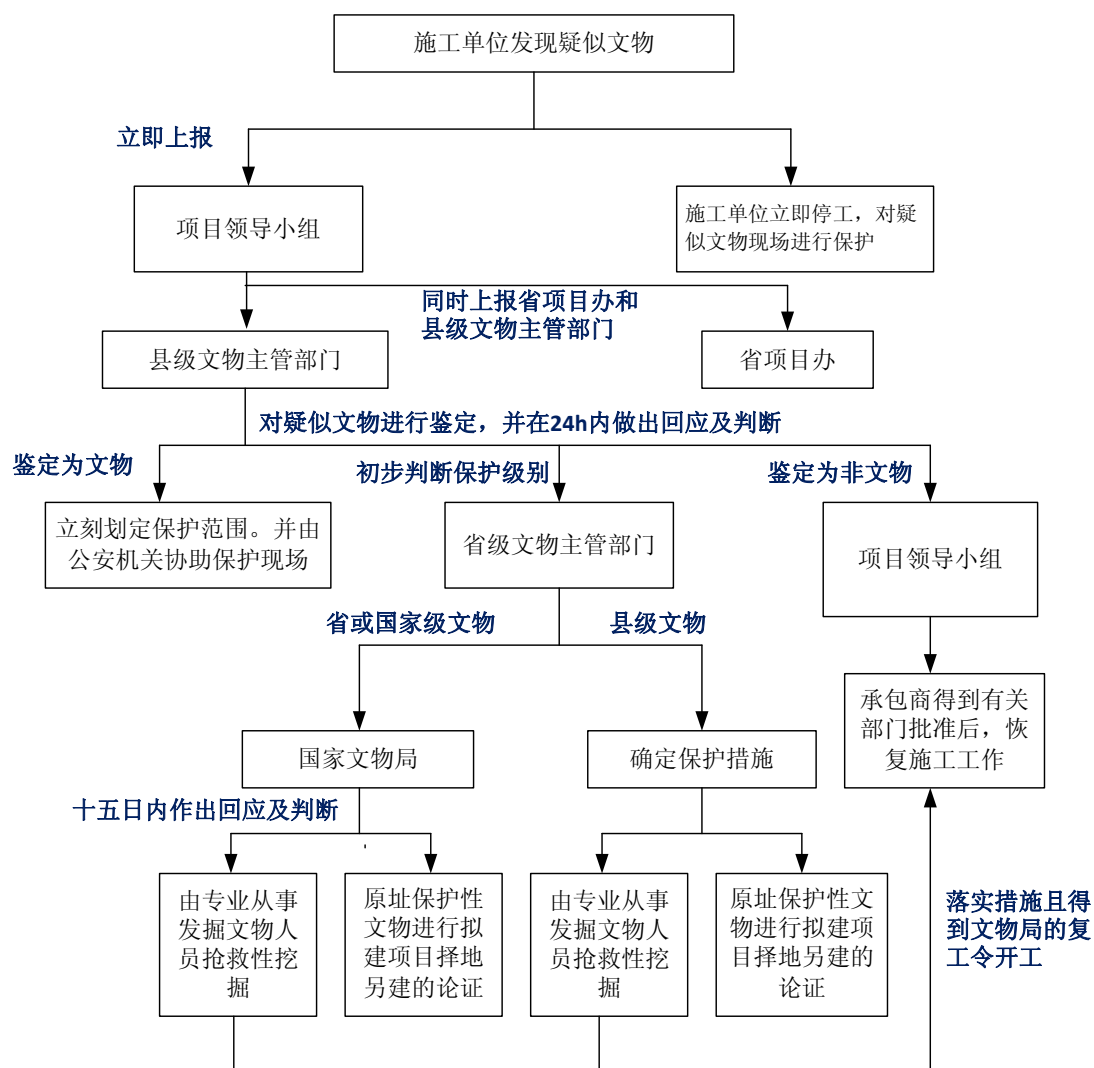 施工单位发现疑似文物
立即上报
项目领导小组
施工单位立即停工，对疑
似文物现场进行保护
同时上报省项目办和
县级文物主管部门
县级文物主管部门
省项目办
对疑似文物进行鉴定，并在24h内做出回应及判断
鉴定为文物
初步判断保护级别
鉴定为非文物
立刻划定保护范围。并由
公安机关协助保护现场
省级文物主管部门
项目领导小组
省或国家级文物
县级文物
承包商得到有关
部门批准后，恢
复施工工作
国家文物局
确定保护措施
十五日内作出回应及判断
由专业从事
发掘文物人
员抢救性挖
掘
原址保护性
文物进行拟
建项目择地
另建的论证
由专业从事
发掘文物人
员抢救性挖
掘
原址保护性文
物进行拟建项
目择地另建的
论证
落实措施且得
到文物局的复
工令开工